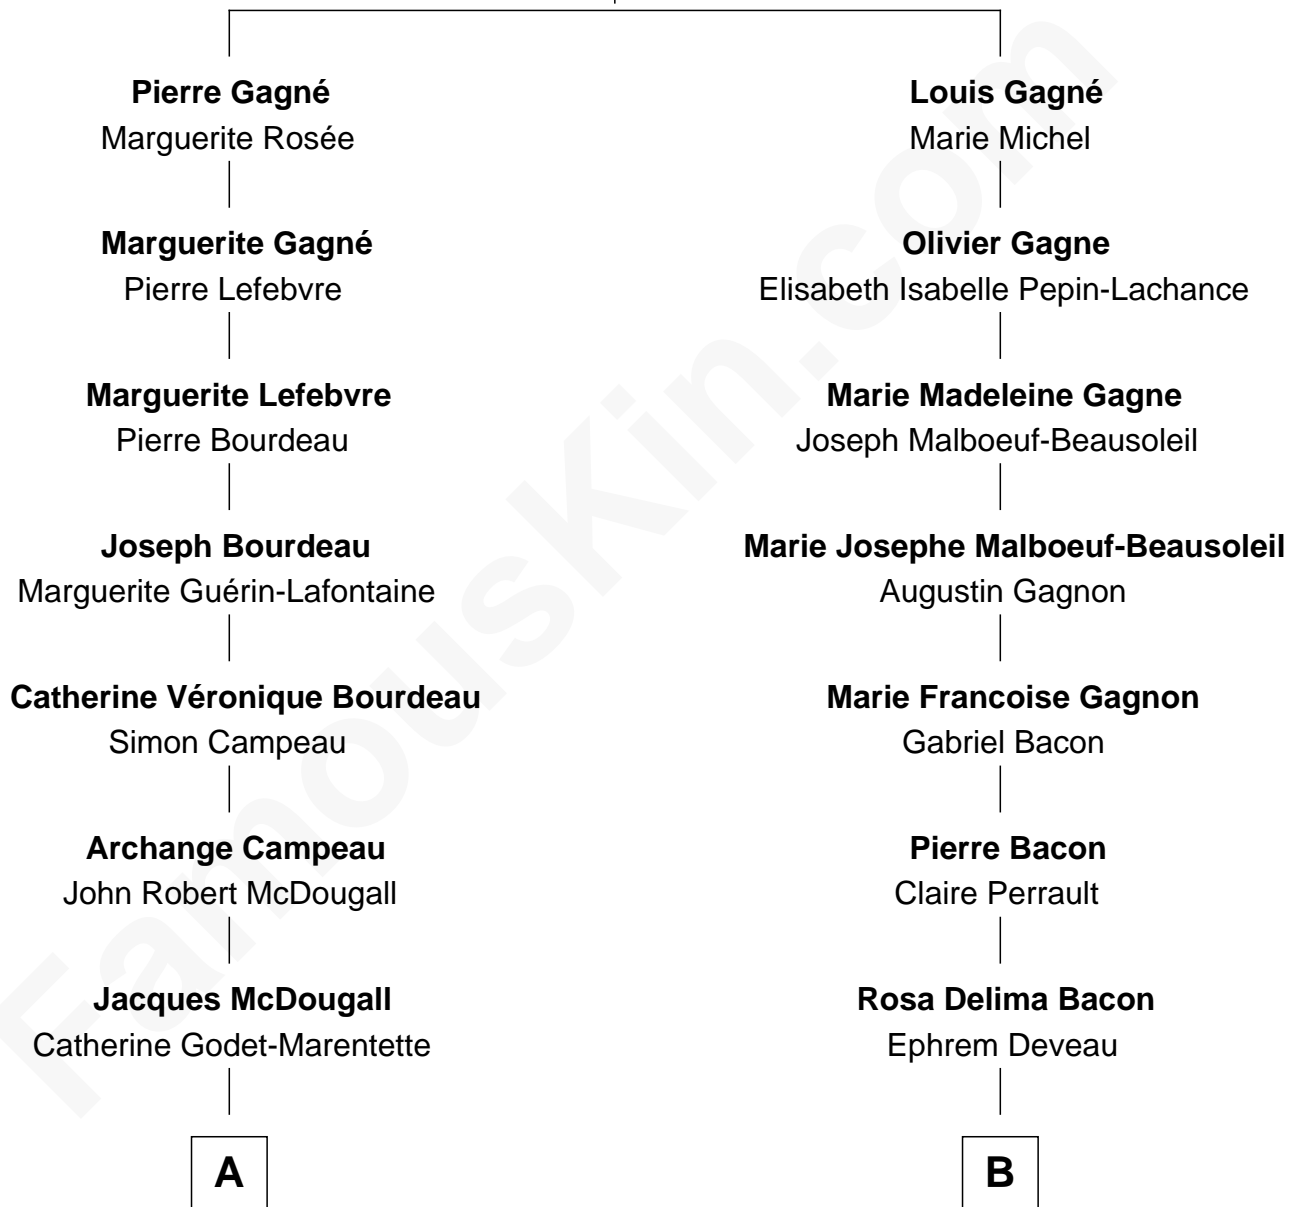 Pierre Gagné
Marguerite Rosée
Marguerite Gagné
Pierre Lefebvre
Marguerite Lefebvre
Pierre Bourdeau
Joseph Bourdeau
Marguerite Guérin-Lafontaine
Catherine Véronique Bourdeau
Simon Campeau
Archange Campeau
John Robert McDougall
Jacques McDougall
Catherine Godet-Marentette
A
Louis Gagné
Marie Michel
Olivier Gagne
Elisabeth Isabelle Pepin-Lachance
Marie Madeleine Gagne
Joseph Malboeuf-Beausoleil
Marie Josephe Malboeuf-Beausoleil
Augustin Gagnon
Marie Francoise Gagnon
Gabriel Bacon
Pierre Bacon
Claire Perrault
Rosa Delima Bacon
Ephrem Deveau
B
FamousKin.com